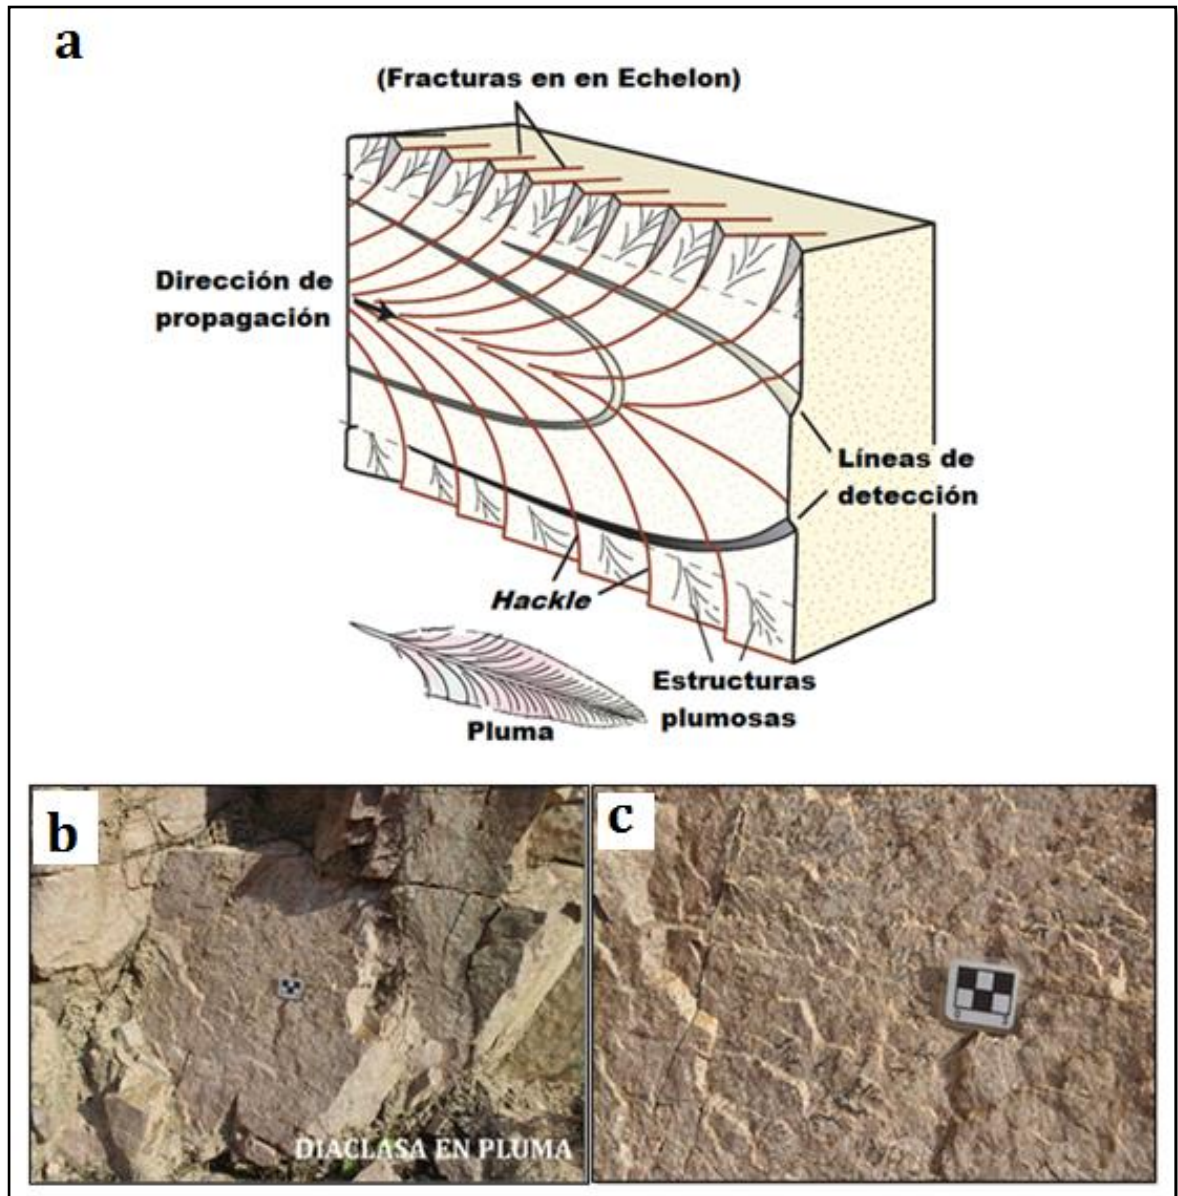 a
(Fracturas en en Echelon)
Dirección de
propagación
Líneas de
detección
Hackle
Estructuras
plumosas
Pluma
b
c
DIACLASA EN PLUMA